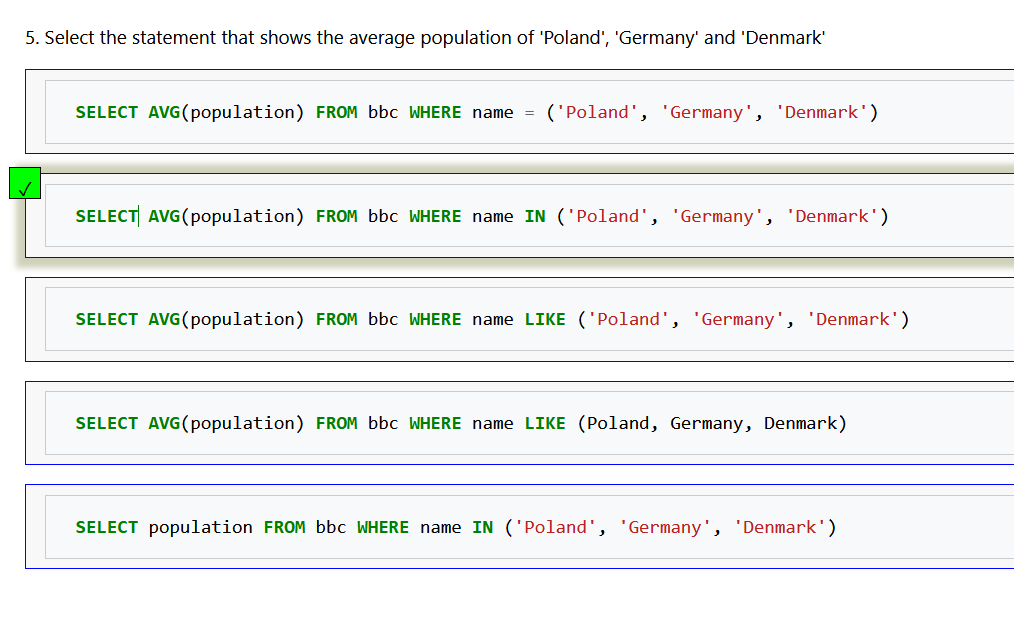 5. Select the statement that shows the average population of 'Poland', 'Germany' and 'Denmark'
SELECT AVG(population) FROM bbc WHERE name = ('Poland', 'Germany', 'Denmark')
✓
SELECT AVG(population) FROM bbc WHERE name IN ('Poland', 'Germany', 'Denmark')
SELECT AVG(population) FROM bbc WHERE name LIKE ('Poland', 'Germany', 'Denmark')
SELECT AVG(population) FROM bbc WHERE name LIKE (Poland, Germany, Denmark)
SELECT population FROM bbc WHERE name IN ('Poland', 'Germany', 'Denmark')